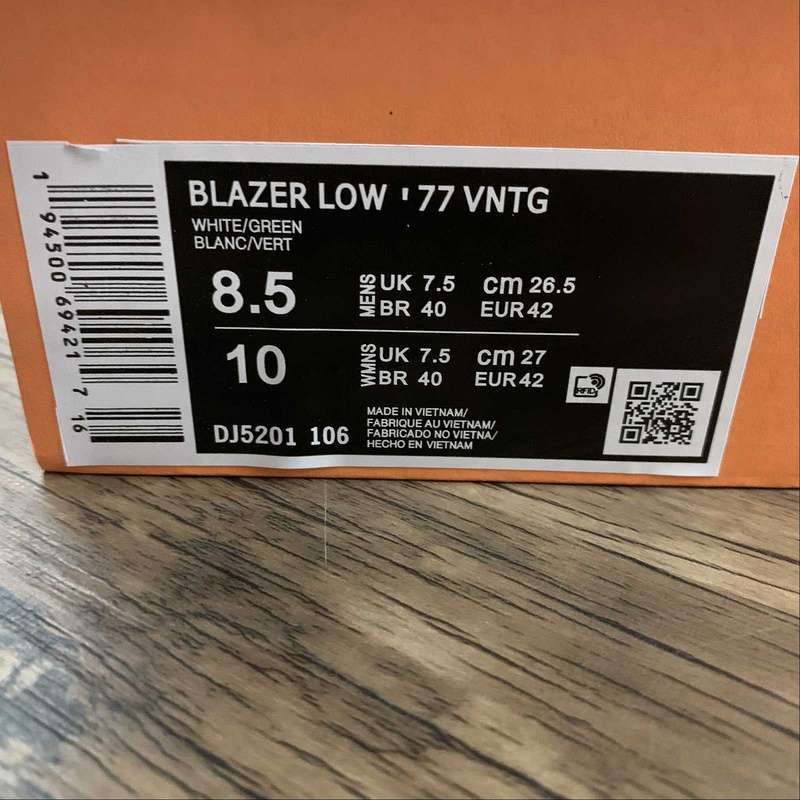 BLAZER LOW '77 VNTG
WHITE/GREEN
BLANC/VERT
8.5 MENS UK 7.5 cm 26.5
BR 40 EUR 42
10 WMNS UK 7.5 cm 27
BR 40 EUR 42
DJ5201 106
MADE IN VIETNAM/
FABRIQUE AU VIETNAM/
FABRICADO NO VIETNA/
HECHO EN VIETNAM
RFID
1 94500 69421 7 16